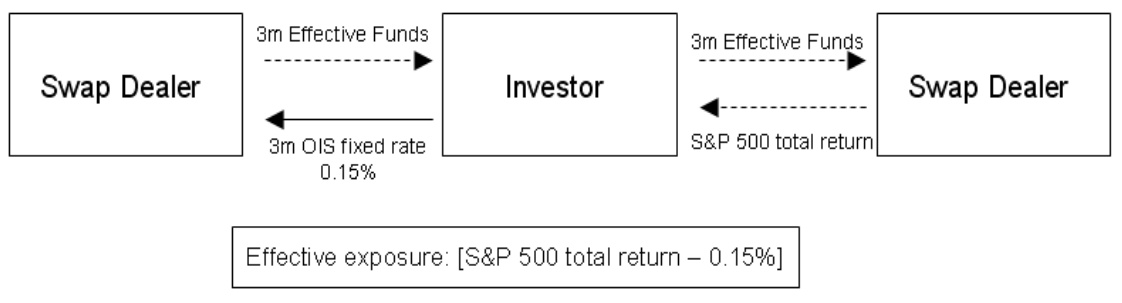 3m Effective Funds
3m Effective Funds
Swap Dealer
Investor
Swap Dealer
3m OIS fixed rate
0.15%
S&P 500 total return
Effective exposure: [S&P 500 total return – 0.15%]